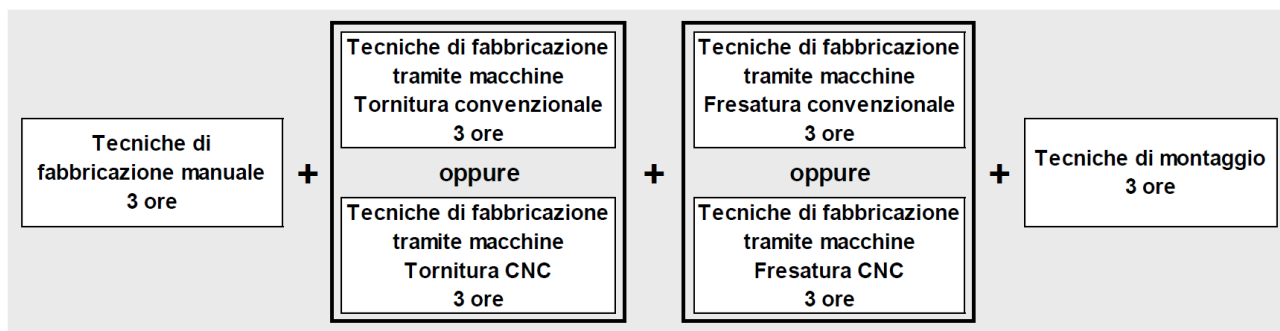 Tecniche di
fabbricazione manuale
3 ore
+
Tecniche di fabbricazione
tramite macchine
Tornitura convenzionale
3 ore
oppure
Tecniche di fabbricazione
tramite macchine
Tornitura CNC
3 ore
+
Tecniche di fabbricazione
tramite macchine
Fresatura convenzionale
3 ore
oppure
Tecniche di fabbricazione
tramite macchine
Fresatura CNC
3 ore
+
Tecniche di montaggio
3 ore